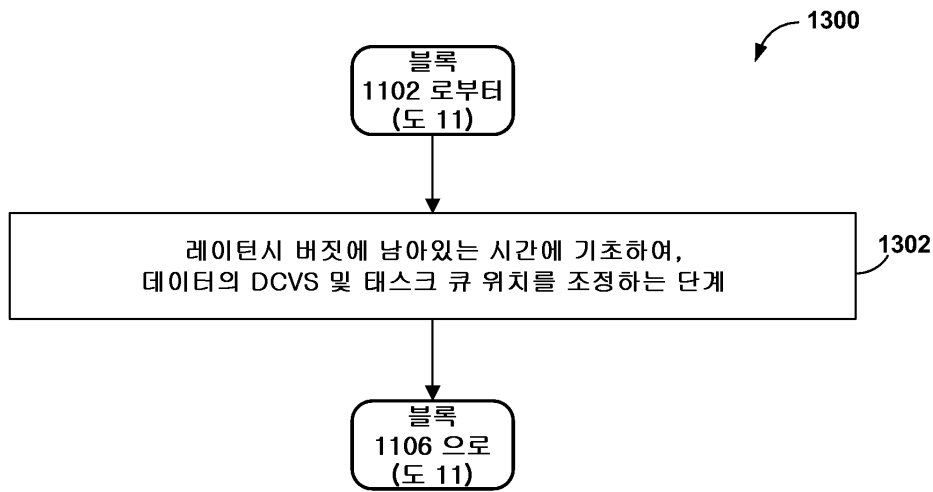 1300
블록
1102 로부터
(도 11)
레이턴시 버짓에 남아있는 시간에 기초하여,
데이터의 DCVS 및 태스크 큐 위치를 조정하는 단계
1302
블록
1106 으로
(도 11)